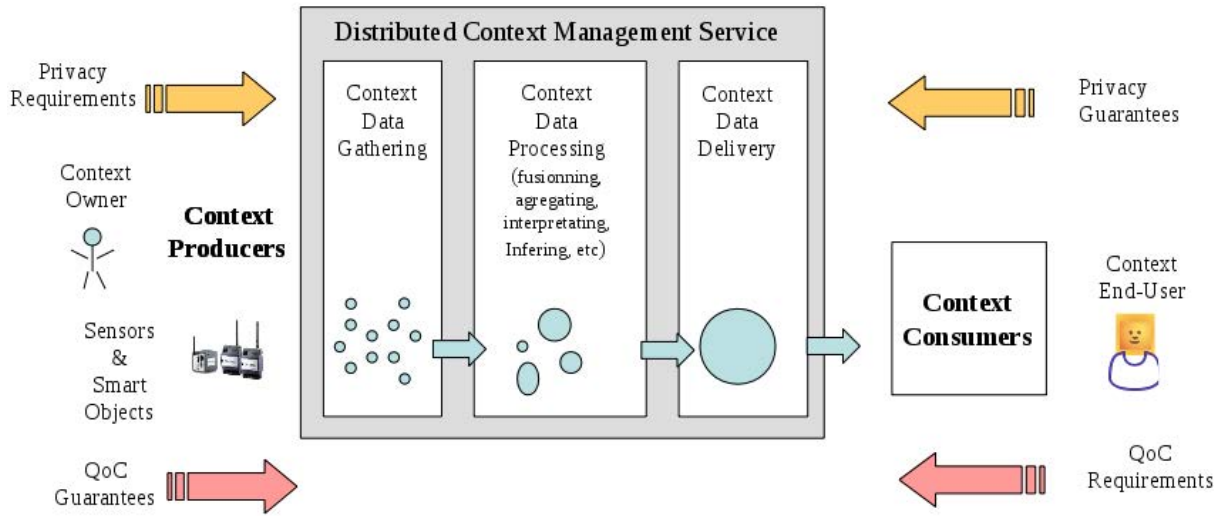 Distributed Context Management Service
Privacy
Requirements
Context
Owner
Context
Producers
Sensors
&
Smart
Objects
QoC
Guarantees
Context
Data
Gathering
Context
Data
Processing
(fusionning,
agregating,
interpretating,
Infering, etc)
Context
Data
Delivery
Privacy
Guarantees
Context
Consumers
Context
End-User
QoC
Requirements